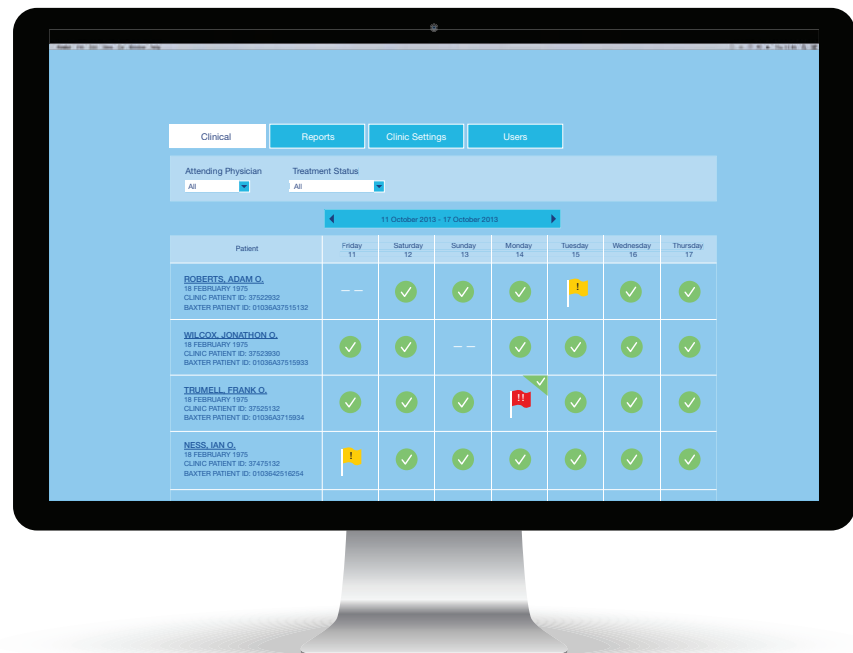 Clinical Reports Clinic Settings Users
Attending Physician Treatment Status
All All
11 October 2013 - 17 October 2013
Patient Friday Saturday Sunday Monday Tuesday Wednesday Thursday
11 12 13 14 15 16 17
ROBERTS, ADAM O.
18 FEBRUARY 1975
CLINIC PATIENT ID: 37522932
BAXTER PATIENT ID: 01036A37515132
!
WILCOX, JONATHON O.
18 FEBRUARY 1975
CLINIC PATIENT ID: 37523930
BAXTER PATIENT ID: 01036A37515933
TRUMELL, FRANK O.
18 FEBRUARY 1975
CLINIC PATIENT ID: 37525132
BAXTER PATIENT ID: 01036A3715934
!!
NESS, IAN O.
18 FEBRUARY 1975
CLINIC PATIENT ID: 37475132
BAXTER PATIENT ID: 0103642516254
!